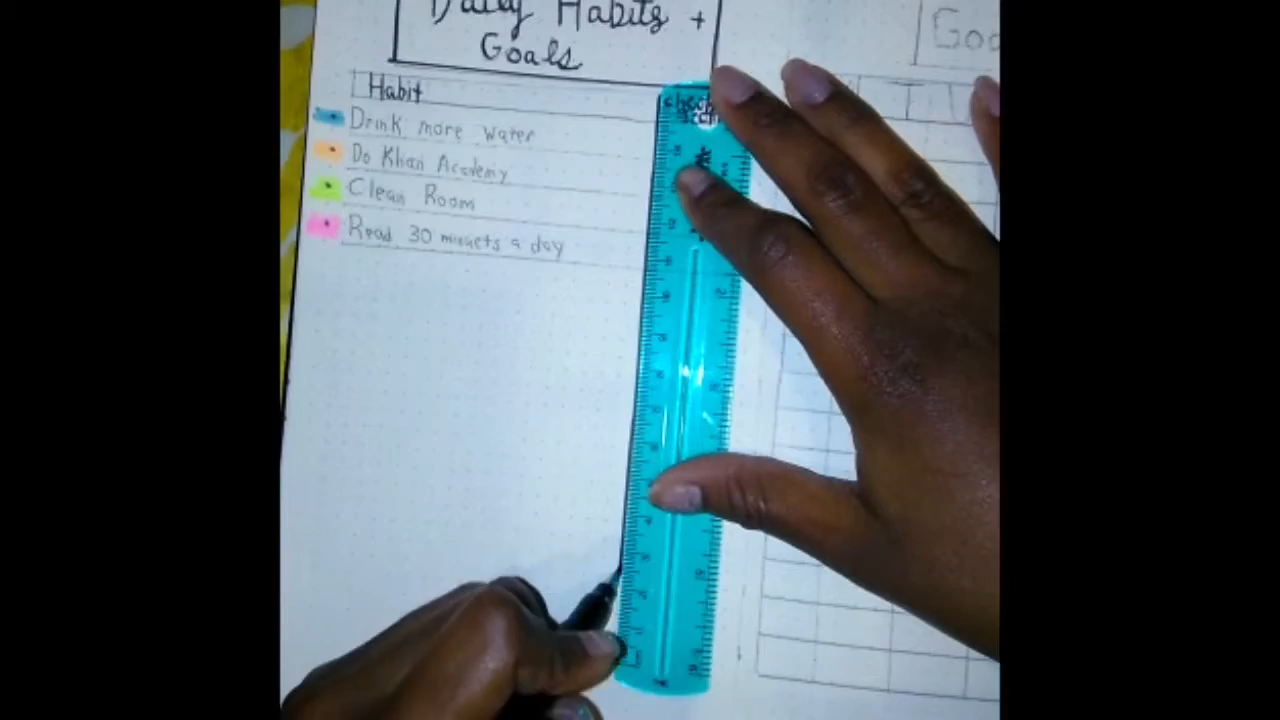 Daily Habits +
Goals
Habit
Drink more water
Do Khan Academy
Clean Room
Read 30 minuets a day